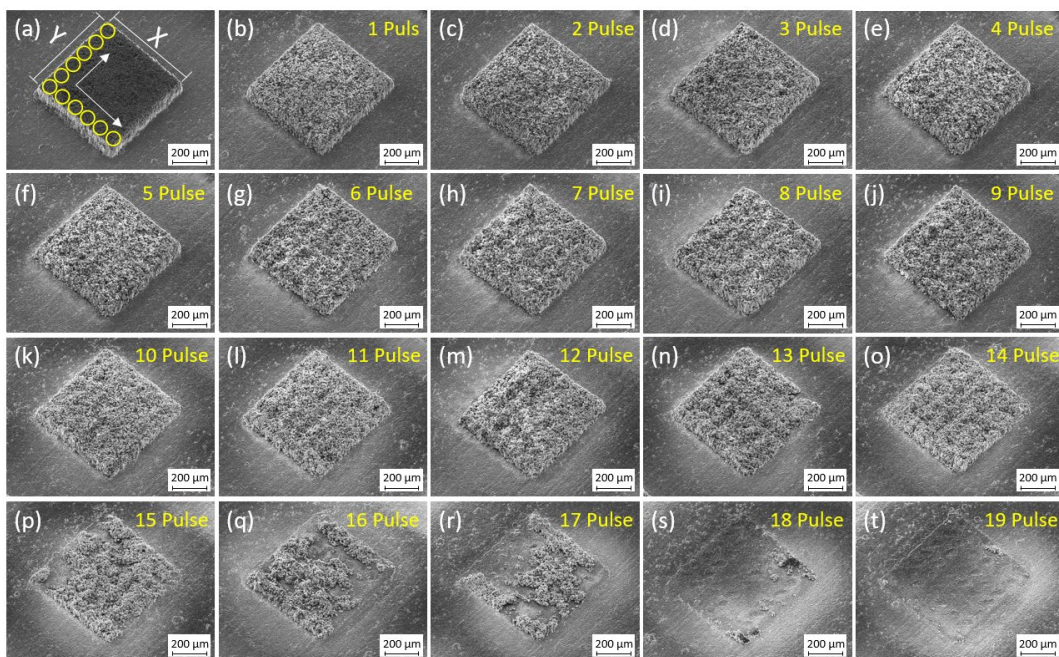 (a) Y X 200 μm
(b) 1 Puls 200 μm
(c) 2 Pulse 200 μm
(d) 3 Pulse 200 μm
(e) 4 Pulse 200 μm
(f) 5 Pulse 200 μm
(g) 6 Pulse 200 μm
(h) 7 Pulse 200 μm
(i) 8 Pulse 200 μm
(j) 9 Pulse 200 μm
(k) 10 Pulse 200 μm
(l) 11 Pulse 200 μm
(m) 12 Pulse 200 μm
(n) 13 Pulse 200 μm
(o) 14 Pulse 200 μm
(p) 15 Pulse 200 μm
(q) 16 Pulse 200 μm
(r) 17 Pulse 200 μm
(s) 18 Pulse 200 μm
(t) 19 Pulse 200 μm